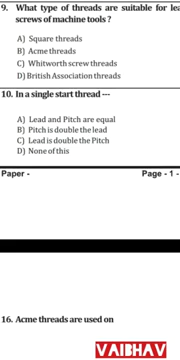 9. What type of threads are suitable for lea
screws of machine tools ?
A) Square threads
B) Acme threads
C) Whitworth screw threads
D) British Association threads
10. In a single start thread ---
A) Lead and Pitch are equal
B) Pitch is double the lead
C) Lead is double the Pitch
D) None of this
Paper - Page - 1 -
16. Acme threads are used on
VAIBHAV